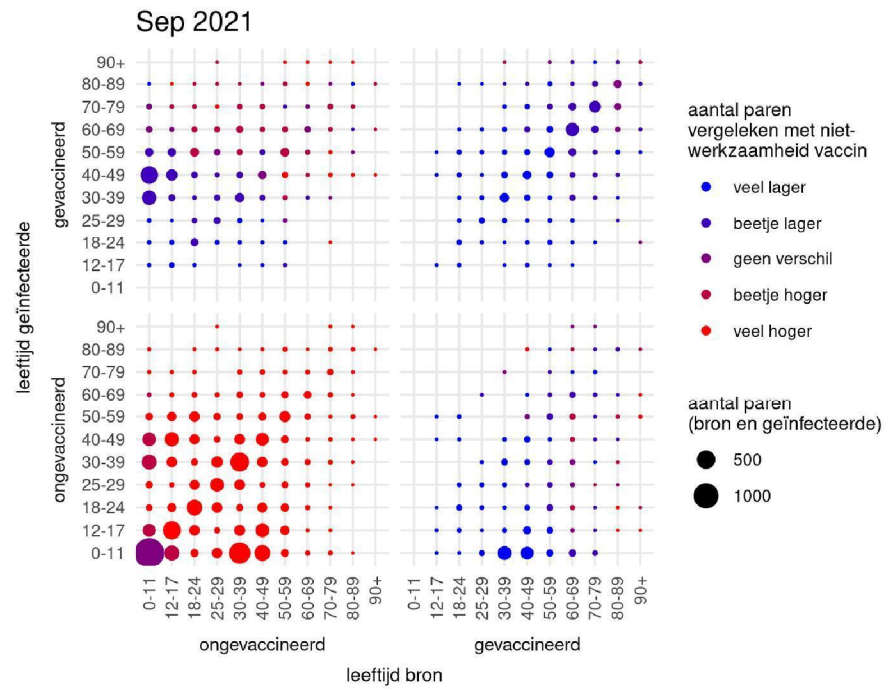 Sep 2021
90+
80-89
70-79
60-69
50-59
40-49
30-39
25-29
18-24
12-17
0-11
gevaccineerd
90+
80-89
70-79
60-69
50-59
40-49
30-39
25-29
18-24
12-17
0-11
ongevaccineerd
leeftijd geïnfecteerde
0-11
12-17
18-24
25-29
30-39
40-49
50-59
60-69
70-79
80-89
90+
ongevaccineerd
0-11
12-17
18-24
25-29
30-39
40-49
50-59
60-69
70-79
80-89
90+
gevaccineerd
leeftijd bron
aantal paren
vergeleken met niet-
werkzaamheid vaccin
veel lager
beetje lager
geen verschil
beetje hoger
veel hoger
aantal paren
(bron en geïnfecteerde)
500
1000